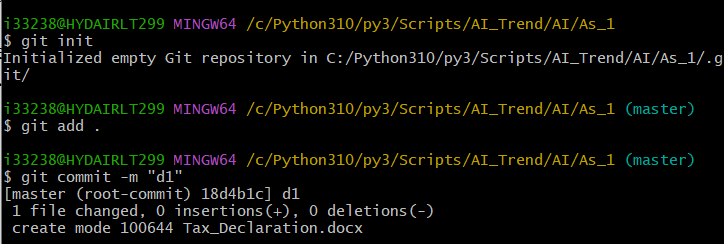 i33238@HYDAIRLT299 MINGW64 /c/Python310/py3/Scripts/AI_Trend/AI/As_1
$ git init
Initialized empty Git repository in C:/Python310/py3/Scripts/AI_Trend/AI/As_1/.g
it/
i33238@HYDAIRLT299 MINGW64 /c/Python310/py3/Scripts/AI_Trend/AI/As_1 (master)
$ git add .
i33238@HYDAIRLT299 MINGW64 /c/Python310/py3/Scripts/AI_Trend/AI/As_1 (master)
$ git commit -m "d1"
[master (root-commit) 18d4b1c] d1
 1 file changed, 0 insertions(+), 0 deletions(-)
 create mode 100644 Tax_Declaration.docx